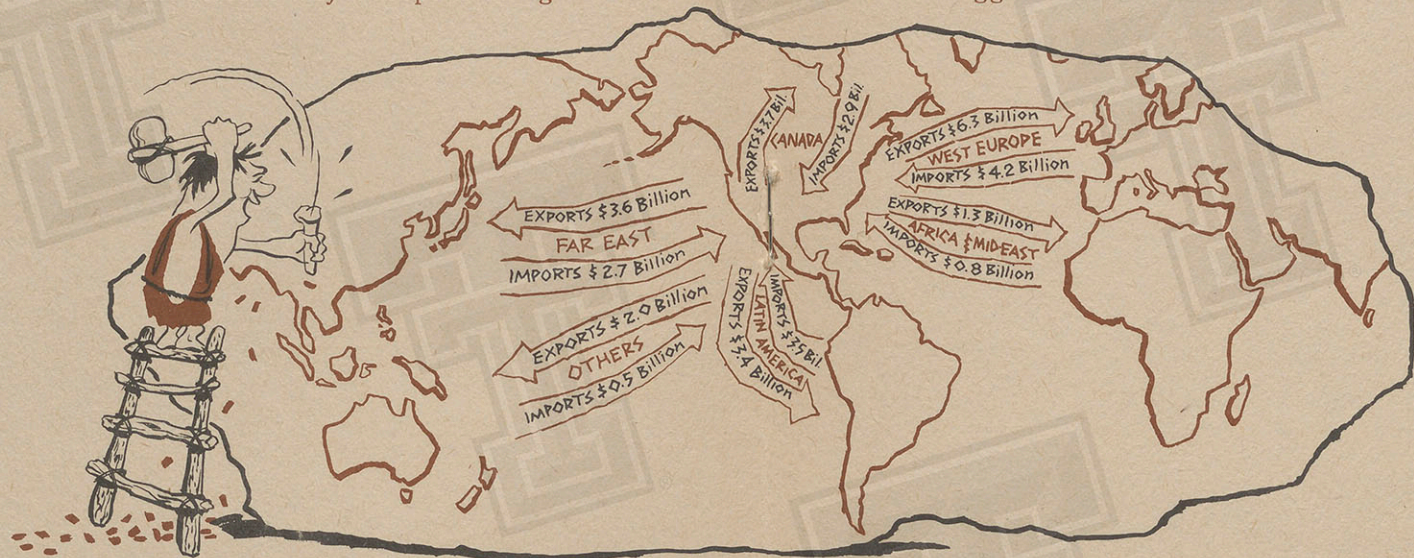 EXPORTS $3.7 Bil.
CANADA
IMPORTS $2.9 Bil.
EXPORTS $6.3 Billion
WEST EUROPE
IMPORTS $4.2 Billion
EXPORTS $3.6 Billion
FAR EAST
IMPORTS $2.7 Billion
EXPORTS $1.3 Billion
AFRICA & MID-EAST
IMPORTS $0.8 Billion
EXPORTS $2.0 Billion
OTHERS
IMPORTS $0.5 Billion
EXPORTS $3.4 Billion
LATIN AMERICA
IMPORTS $3.5 Bil